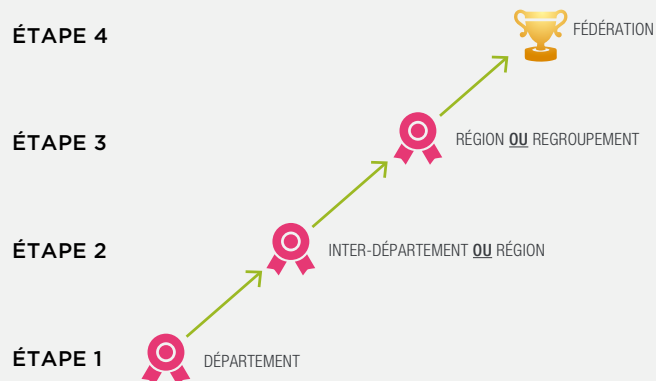 ÉTAPE 4
FÉDÉRATION
ÉTAPE 3
RÉGION OU REGROUPEMENT
ÉTAPE 2
INTER-DÉPARTEMENT OU RÉGION
ÉTAPE 1
DÉPARTEMENT